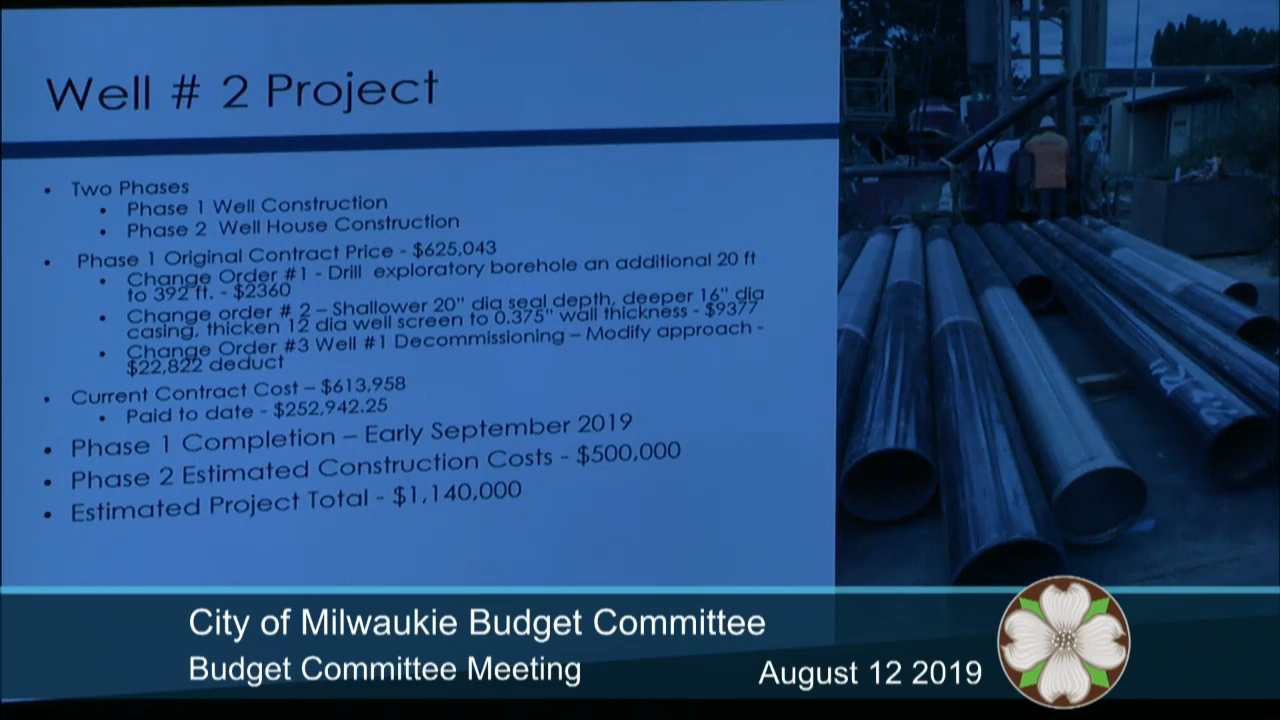 Well # 2 Project
• Two Phases
• Phase 1 Well Construction
• Phase 2 Well House Construction
• Phase 1 Original Contract Price - $625,043
• Change Order #1 - Drill exploratory borehole an additional 20 ft
to 392 ft. - $2360
• Change order # 2 – Shallower 20" dia seal depth, deeper 16" dia
casing, thicken 12 dia well screen to 0.375" wall thickness - $9377
• Change Order #3 Well #1 Decommissioning – Modify approach -
$22,822 deduct
• Current Contract Cost – $613,958
• Paid to date - $252,942.25
• Phase 1 Completion – Early September 2019
• Phase 2 Estimated Construction Costs - $500,000
• Estimated Project Total - $1,140,000
City of Milwaukie Budget Committee
Budget Committee Meeting
August 12 2019